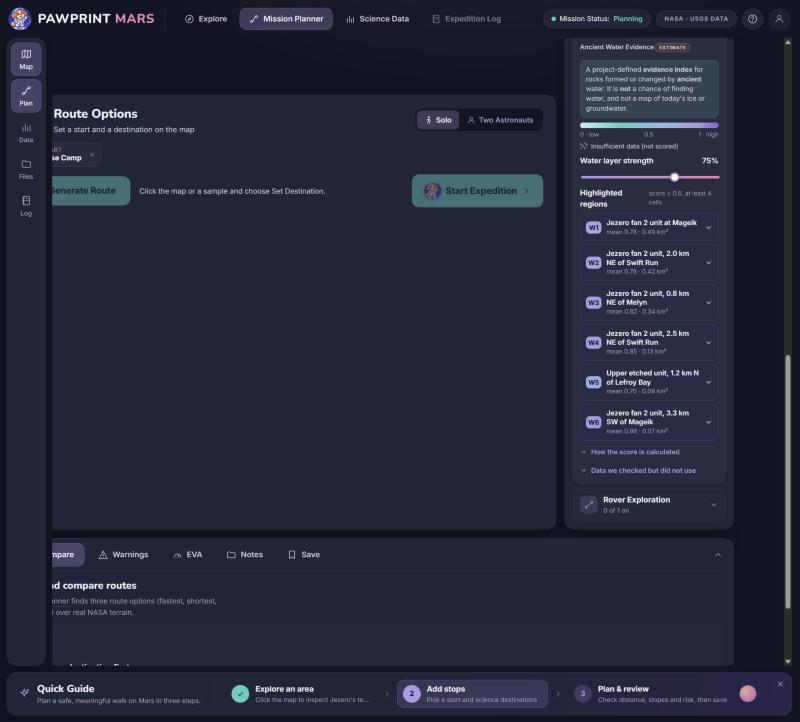 PAWPRINT MARS
Explore
Mission Planner
Science Data
Expedition Log
Mission Status: Planning
NASA · USGS DATA
Map
Plan
Data
Files
Log
Route Options
Set a start and a destination on the map
Solo
Two Astronauts
se Camp
×
enerate Route
Click the map or a sample and choose Set Destination.
Start Expedition
Ancient Water Evidence ESTIMATE
A project-defined evidence index for
rocks formed or changed by ancient
water. It is not a chance of finding
water, and not a map of today's ice or
groundwater.
0 · low
0.5
1 · high
Insufficient data (not scored)
Water layer strength
75%
Highlighted
regions
score ≥ 0.6, at least 4
cells
W1
Jezero fan 2 unit at Mageik
mean 0.78 · 0.49 km²
W2
Jezero fan 2 unit, 2.0 km
NE of Swift Run
mean 0.78 · 0.42 km²
W3
Jezero fan 2 unit, 0.8 km
NE of Melyn
mean 0.82 · 0.34 km²
W4
Jezero fan 2 unit, 2.5 km
NE of Swift Run
mean 0.85 · 0.13 km²
W5
Upper etched unit, 1.2 km N
of Lefroy Bay
mean 0.70 · 0.09 km²
W6
Jezero fan 2 unit, 3.3 km
SW of Mageik
mean 0.86 · 0.07 km²
How the score is calculated
Data we checked but did not use
Rover Exploration
0 of 1 on
mpare
Warnings
EVA
Notes
Save
d compare routes
nner finds three route options (fastest, shortest,
) over real NASA terrain.
Quick Guide
Plan a safe, meaningful walk on Mars in three steps.
Explore an area
Click the map to inspect Jezero's te...
2
Add stops
Pick a start and science destinations
3
Plan & review
Check distance, slopes and risk, then save
×